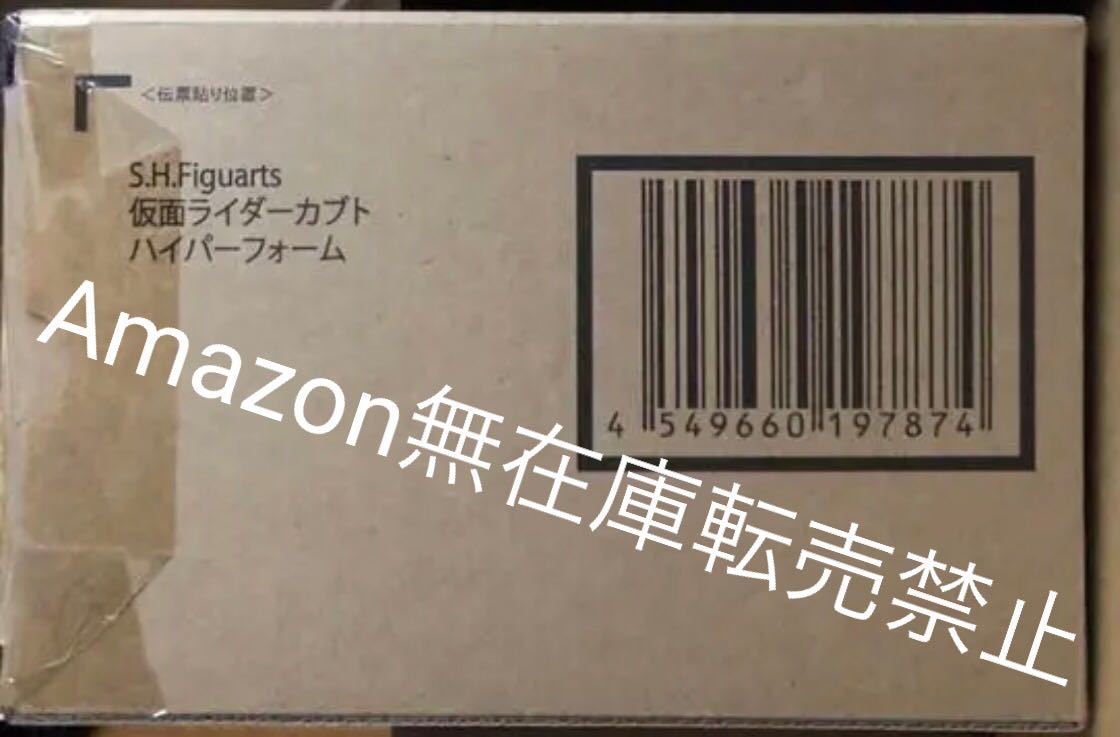 ＜伝票貼り位置＞
S.H.Figuarts
仮面ライダーカブト
ハイパーフォーム
4 549660 197874
Amazon無在庫転売禁止